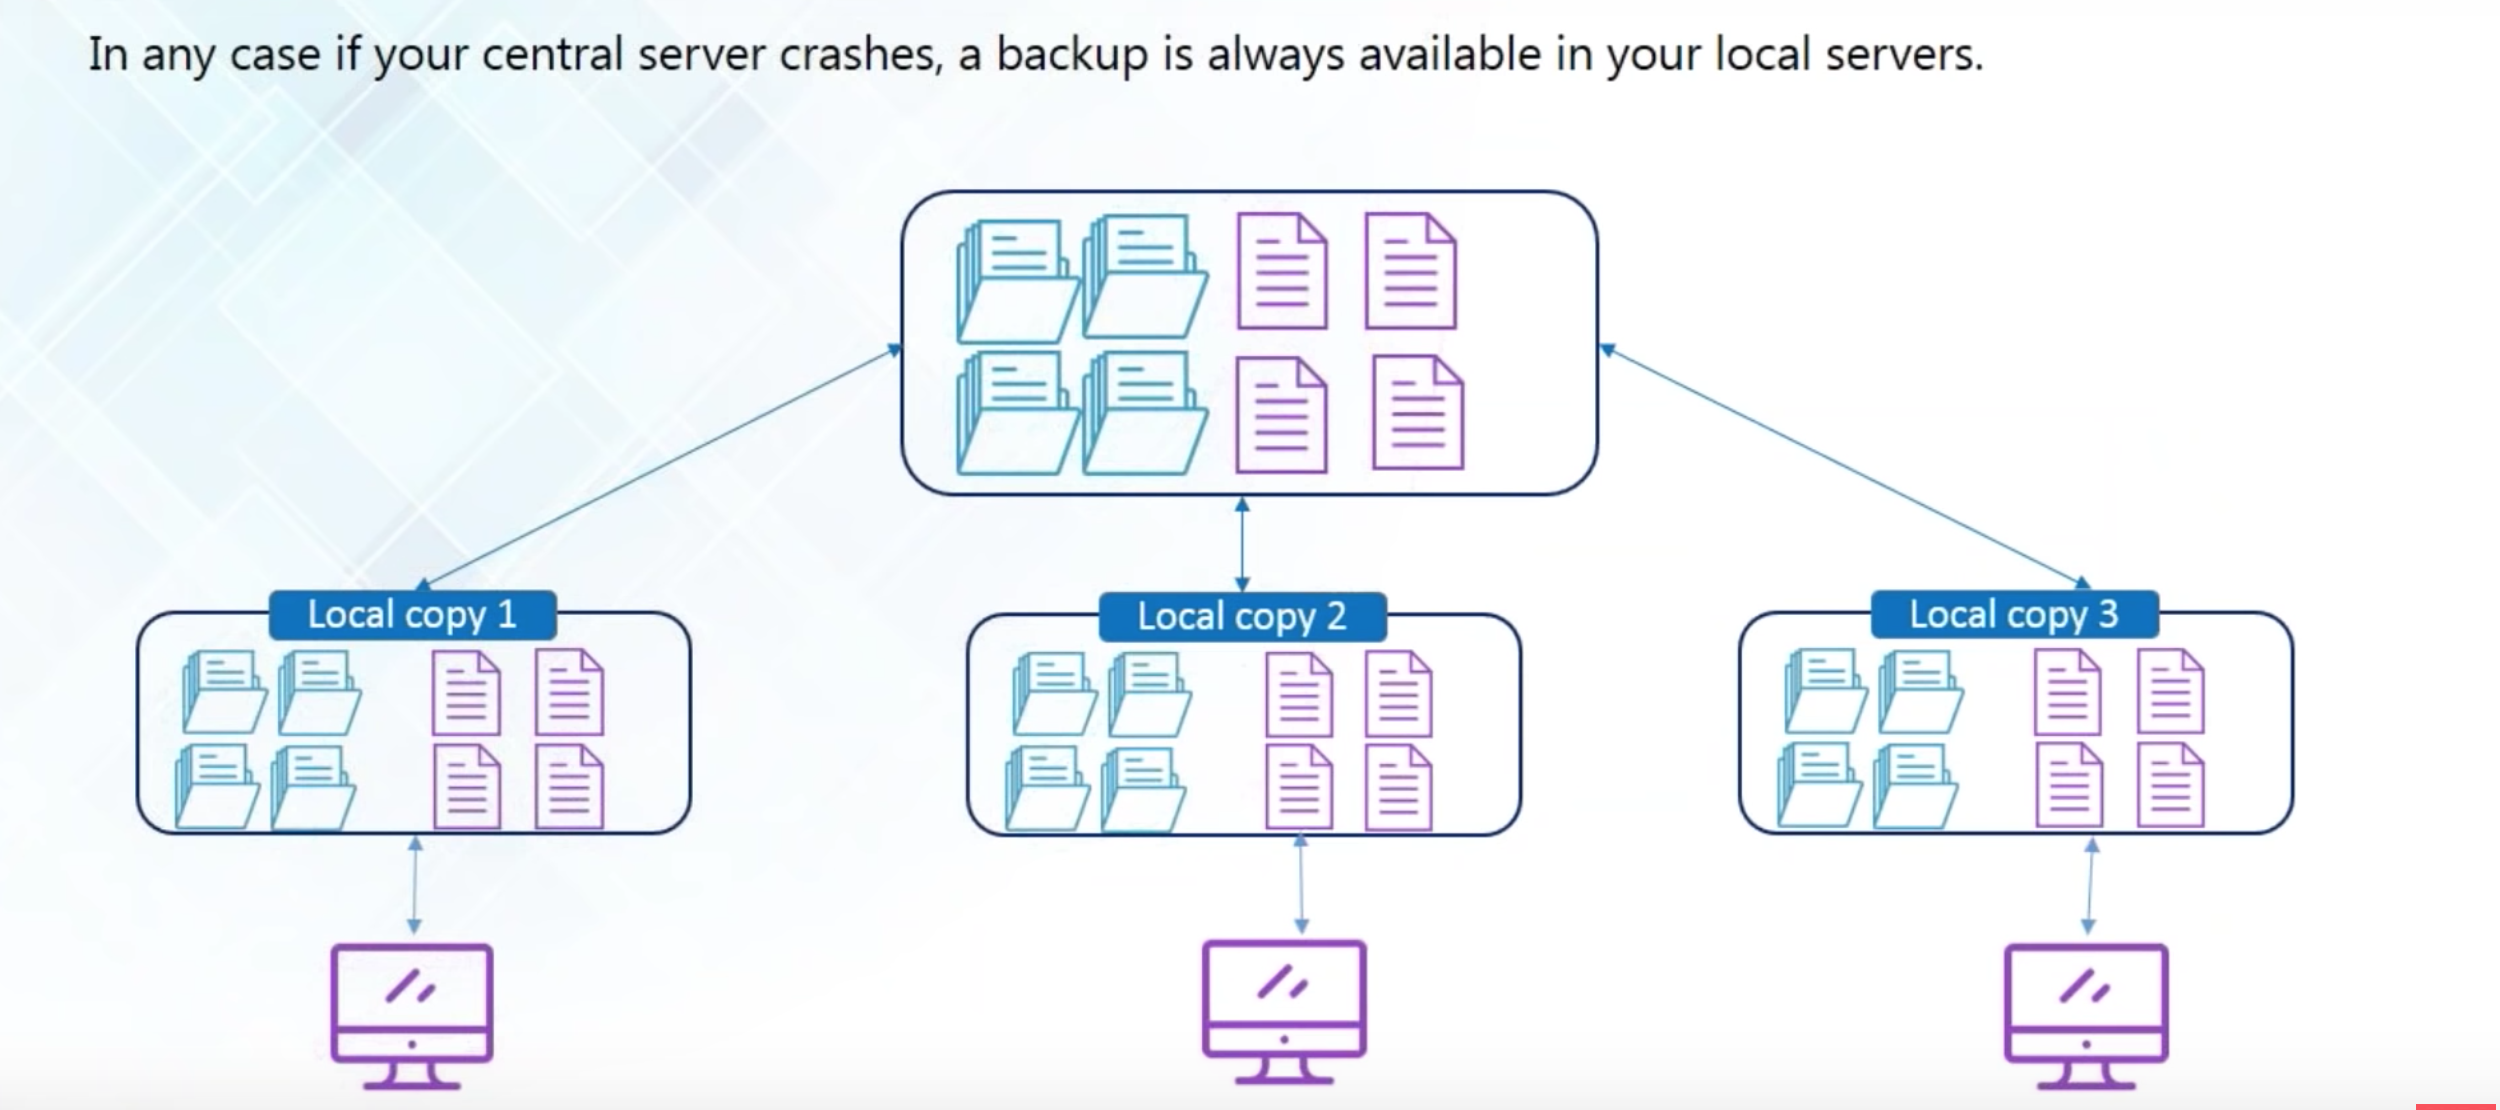 In any case if your central server crashes, a backup is always available in your local servers.
Local copy 1
Local copy 2
Local copy 3